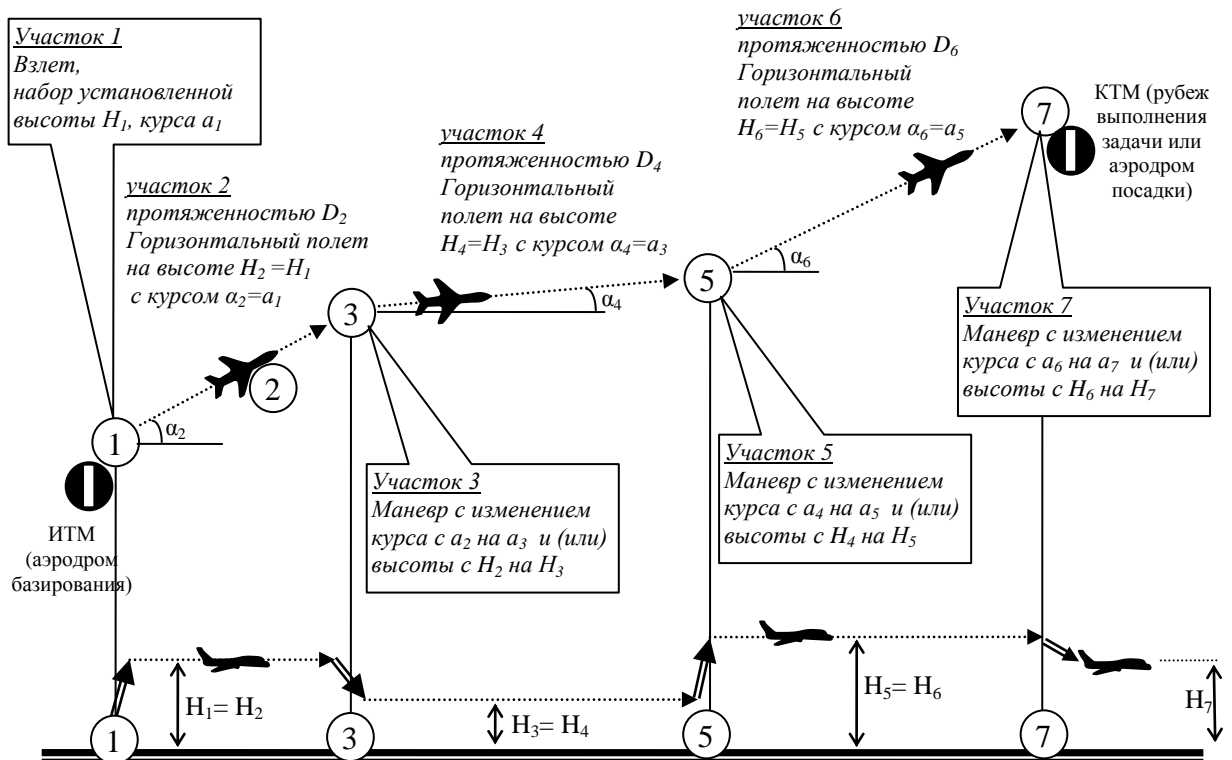 Участок 1
Взлет,
набор установленной
высоты H1, курса a1
участок 2
протяженностью D2
Горизонтальный полет
на высоте H2 =H1
с курсом α2=a1
участок 4
протяженностью D4
Горизонтальный
полет на высоте
H4=H3 с курсом α4=a3
участок 6
протяженностью D6
Горизонтальный
полет на высоте
H6=H5 с курсом α6=a5
7
КТМ (рубеж
выполнения
задачи или
аэродром
посадки)
α6
5
α4
3
2
1
α2
ИТМ
(аэродром
базирования)
Участок 3
Маневр с изменением
курса с a2 на a3 и (или)
высоты с H2 на H3
Участок 5
Маневр с изменением
курса с a4 на a5 и (или)
высоты с H4 на H5
Участок 7
Маневр с изменением
курса с a6 на a7 и (или)
высоты с H6 на H7
H1= H2
H3= H4
H5= H6
H7
1
3
5
7